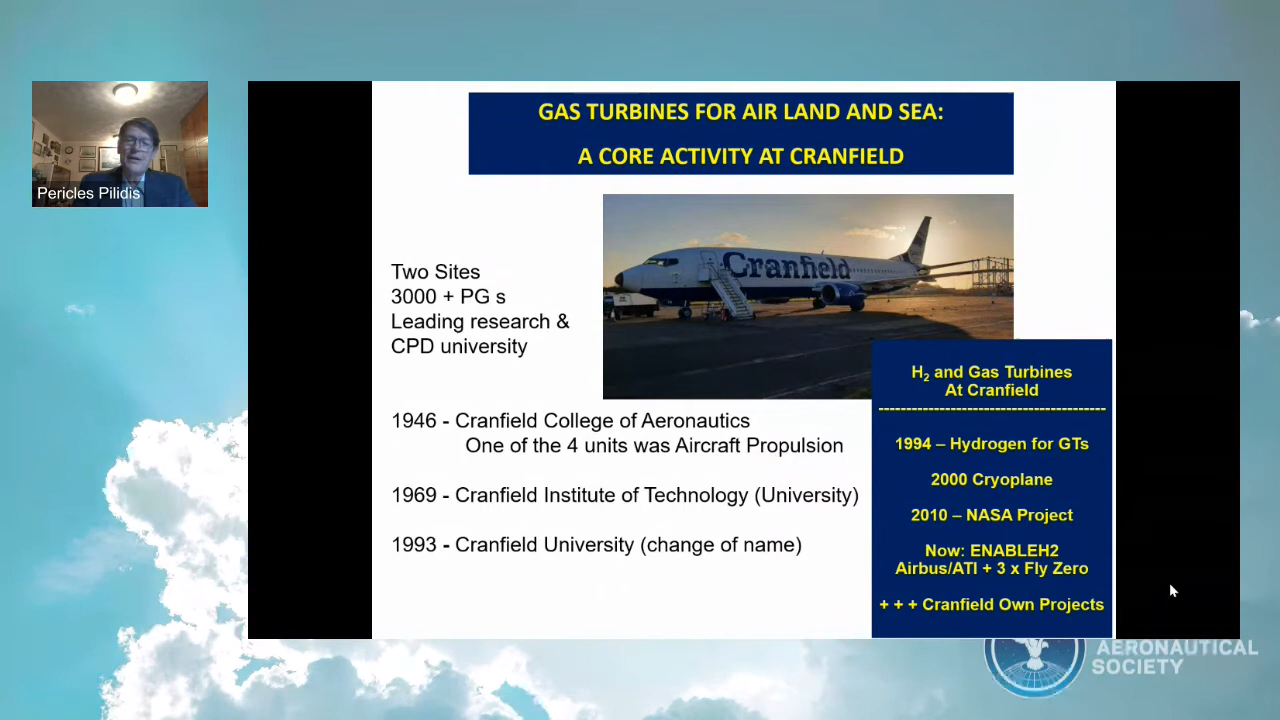 Pericles Pilidis
GAS TURBINES FOR AIR LAND AND SEA:
A CORE ACTIVITY AT CRANFIELD
Cranfield
Two Sites
3000 + PG s
Leading research &
CPD university
1946 - Cranfield College of Aeronautics
One of the 4 units was Aircraft Propulsion
1969 - Cranfield Institute of Technology (University)
1993 - Cranfield University (change of name)
H₂ and Gas Turbines
At Cranfield
------------------------------------------
1994 – Hydrogen for GTs
2000 Cryoplane
2010 – NASA Project
Now: ENABLEH2
Airbus/ATI + 3 x Fly Zero
+ + + Cranfield Own Projects
AERONAUTICAL
SOCIETY